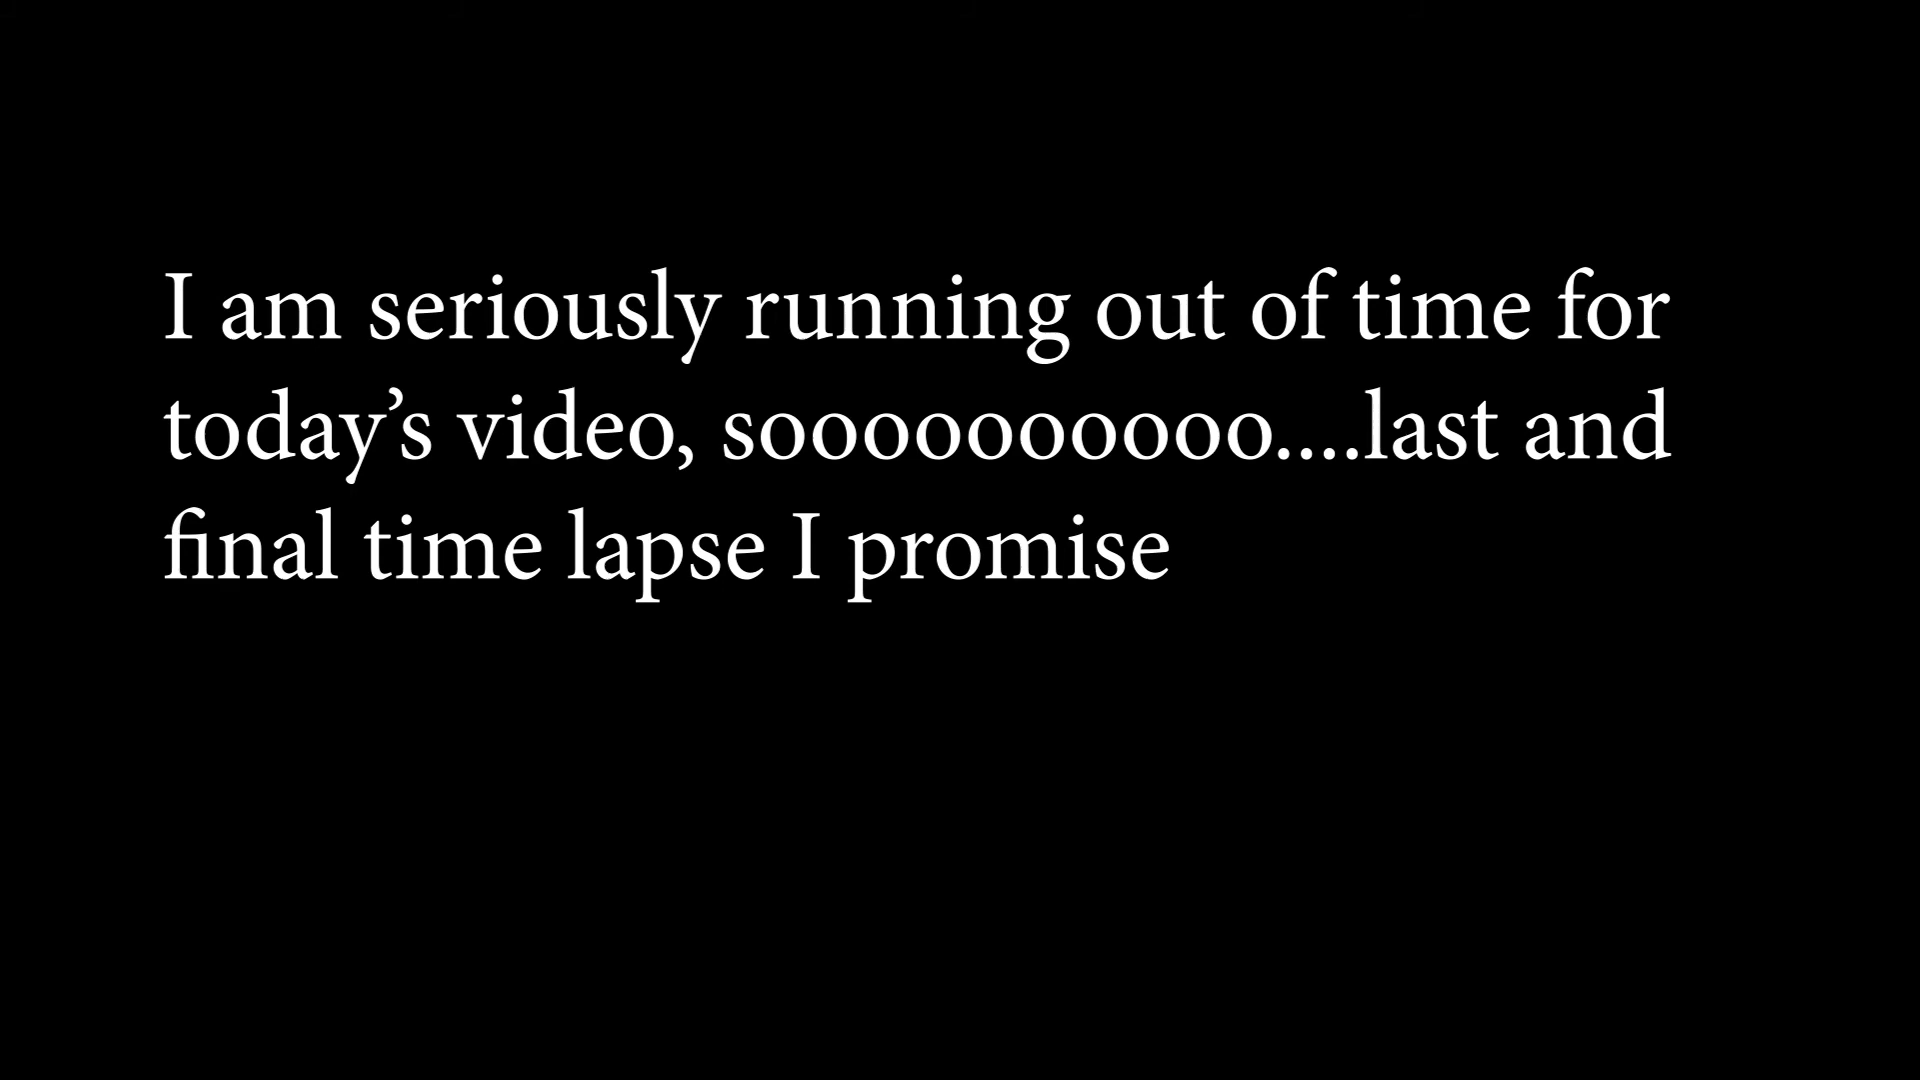 I am seriously running out of time for
today’s video, soooooooooo....last and
final time lapse I promise